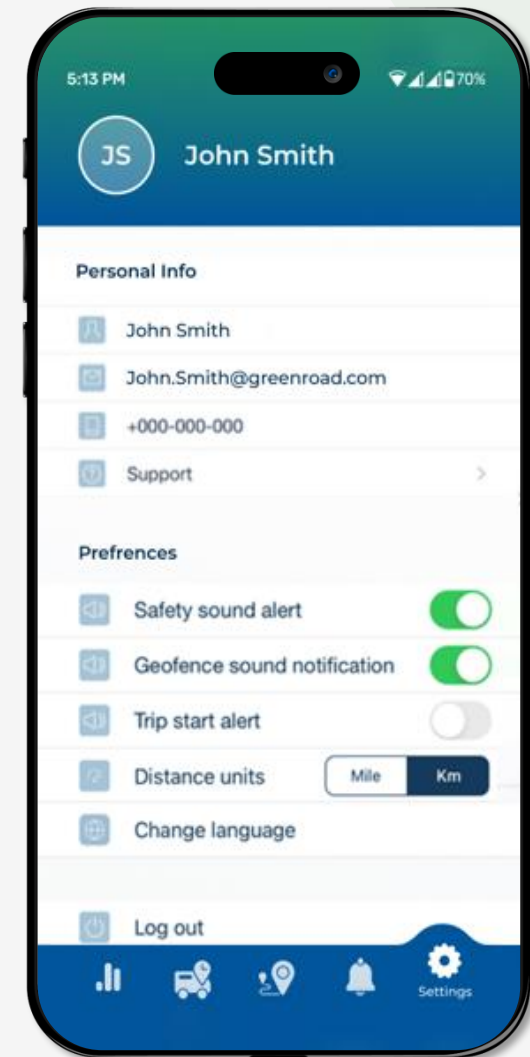 5:13 PM 70%
JS John Smith
Personal Info
John Smith
John.Smith@greenroad.com
+000-000-000
Support
Prefrences
Safety sound alert
Geofence sound notification
Trip start alert
Distance units Mile Km
Change language
Log out
Settings